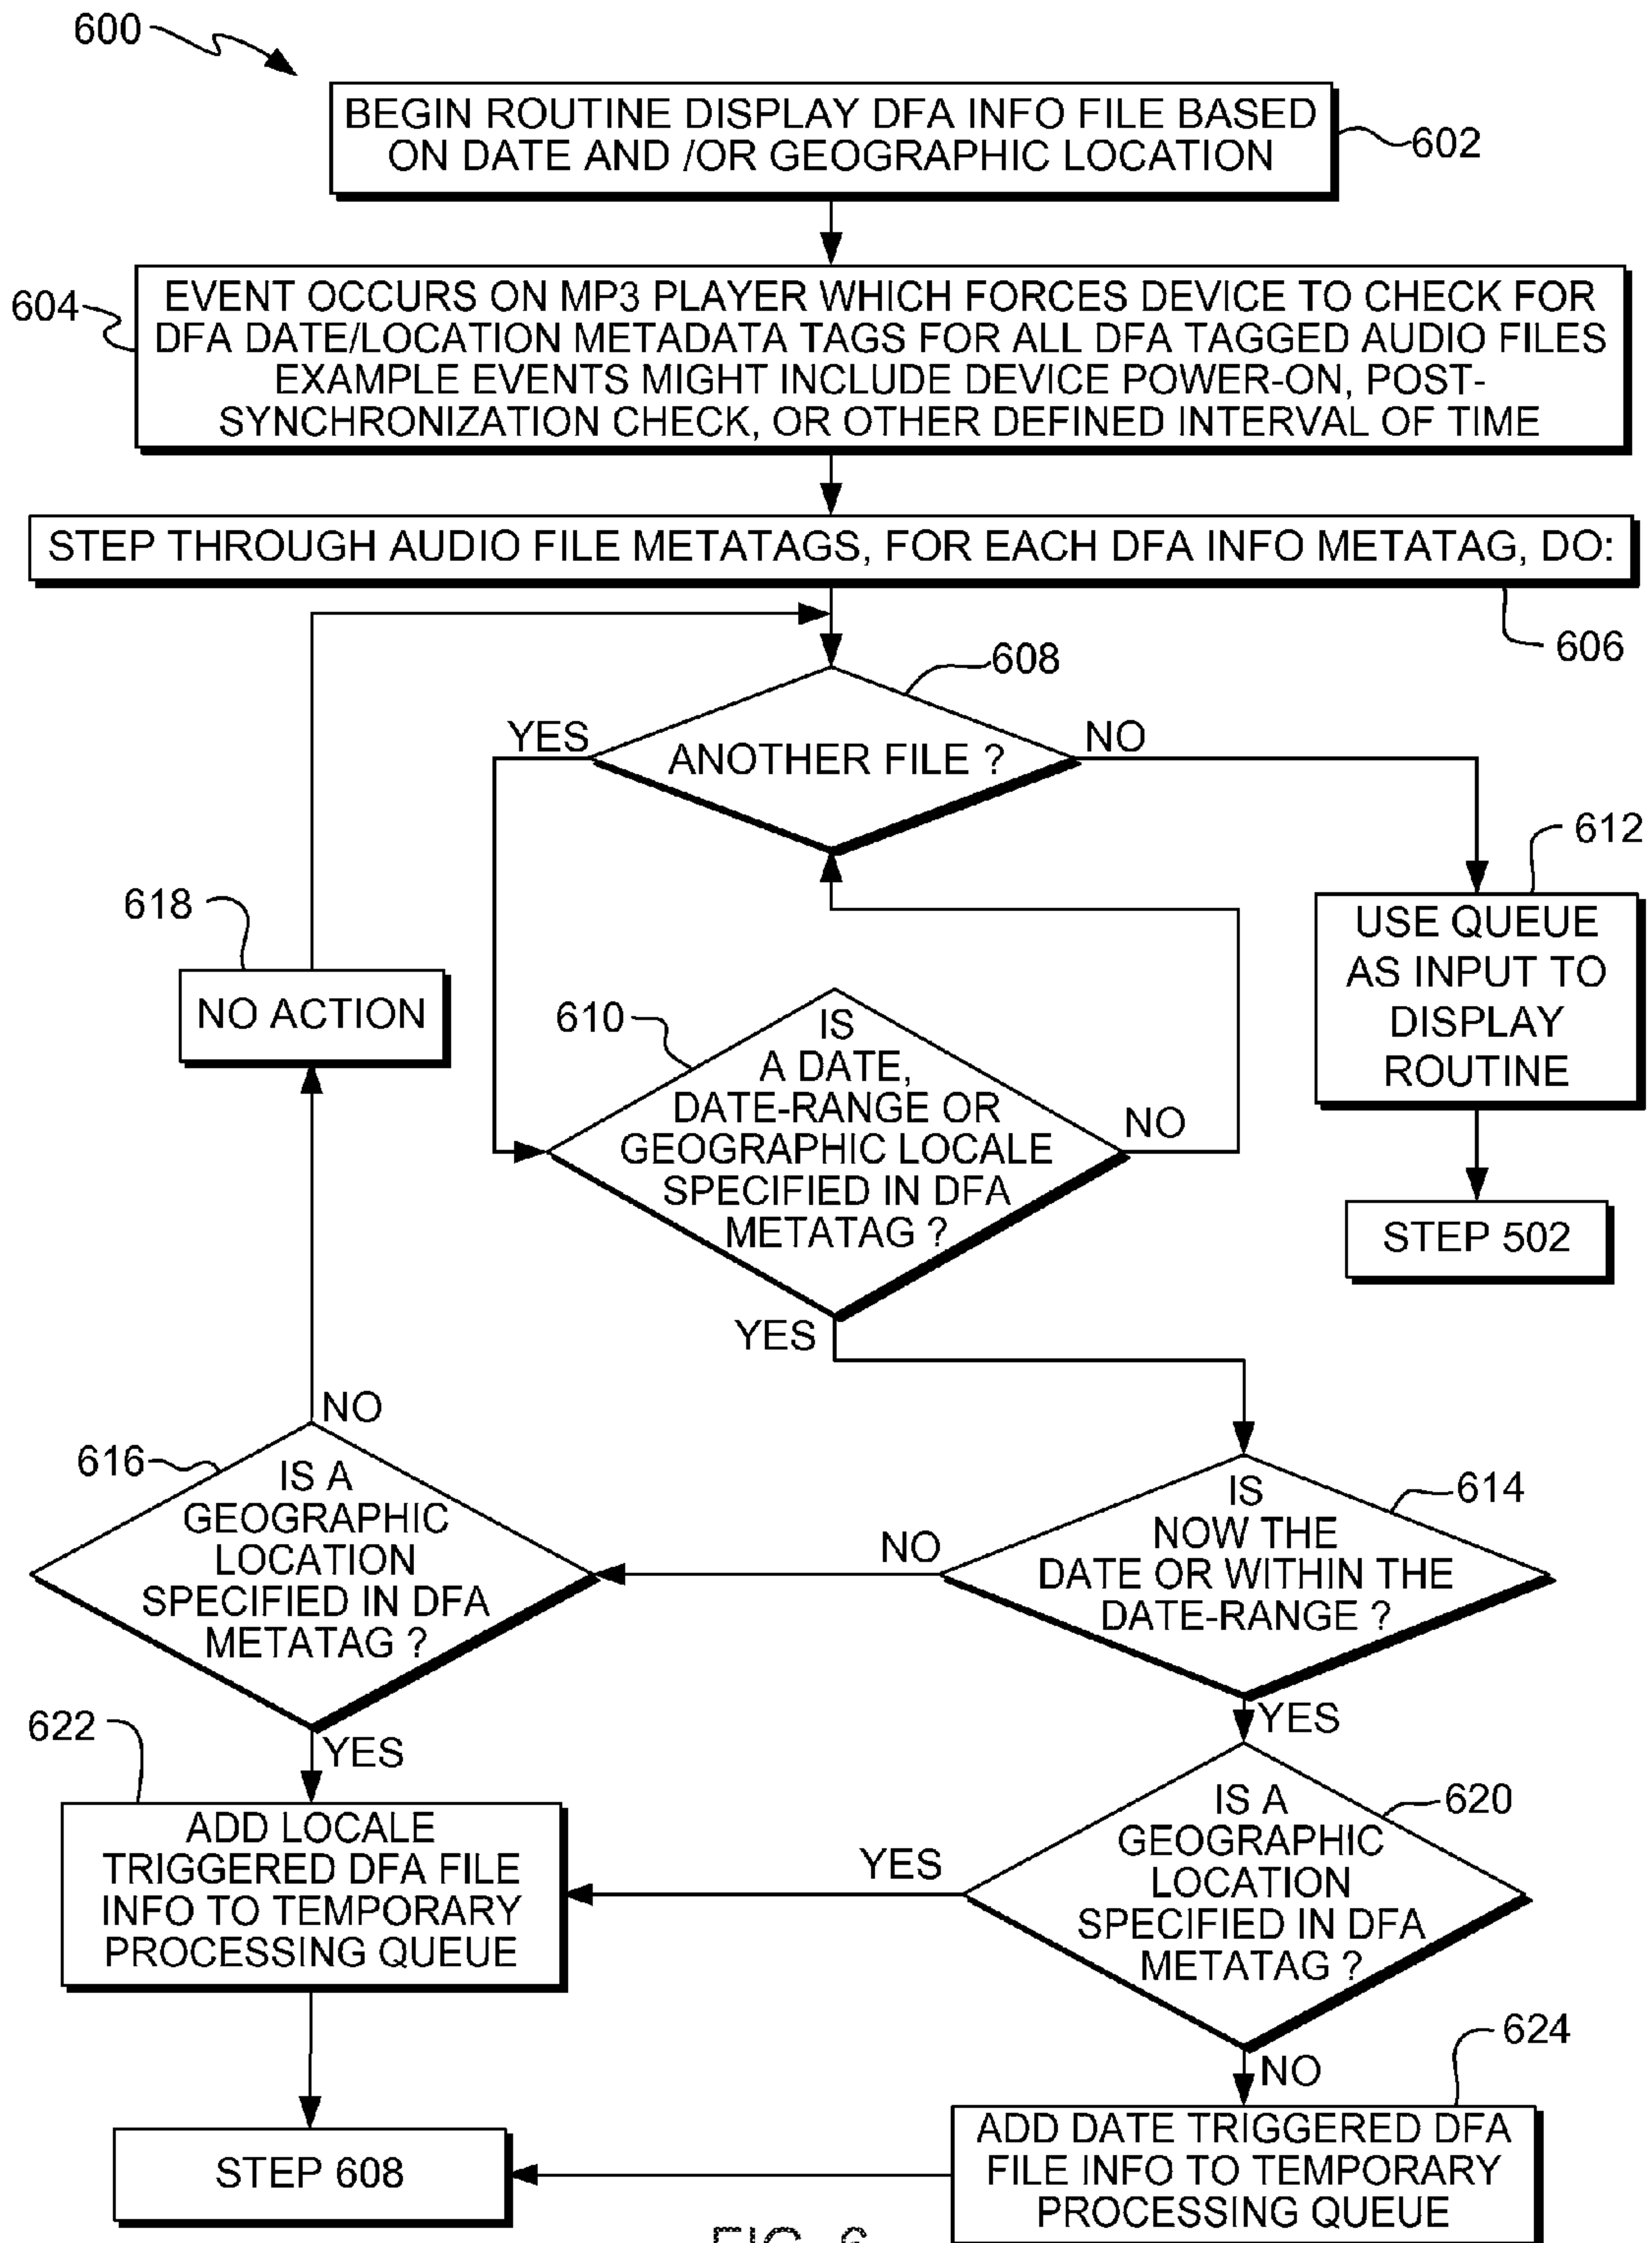 600
BEGIN ROUTINE DISPLAY DFA INFO FILE BASED
ON DATE AND /OR GEOGRAPHIC LOCATION
602
604
EVENT OCCURS ON MP3 PLAYER WHICH FORCES DEVICE TO CHECK FOR
DFA DATE/LOCATION METADATA TAGS FOR ALL DFA TAGGED AUDIO FILES
EXAMPLE EVENTS MIGHT INCLUDE DEVICE POWER-ON, POST-
SYNCHRONIZATION CHECK, OR OTHER DEFINED INTERVAL OF TIME
STEP THROUGH AUDIO FILE METATAGS, FOR EACH DFA INFO METATAG, DO:
606
608
YES
ANOTHER FILE ?
NO
612
USE QUEUE
AS INPUT TO
DISPLAY
ROUTINE
618
NO ACTION
610
IS
A DATE,
DATE-RANGE OR
GEOGRAPHIC LOCALE
SPECIFIED IN DFA
METATAG ?
NO
STEP 502
YES
NO
616
IS A
GEOGRAPHIC
LOCATION
SPECIFIED IN DFA
METATAG ?
614
IS
NOW THE
DATE OR WITHIN THE
DATE-RANGE ?
NO
YES
622
YES
ADD LOCALE
TRIGGERED DFA FILE
INFO TO TEMPORARY
PROCESSING QUEUE
620
IS A
GEOGRAPHIC
LOCATION
SPECIFIED IN DFA
METATAG ?
YES
NO
624
ADD DATE TRIGGERED DFA
FILE INFO TO TEMPORARY
PROCESSING QUEUE
STEP 608
FIG. 6